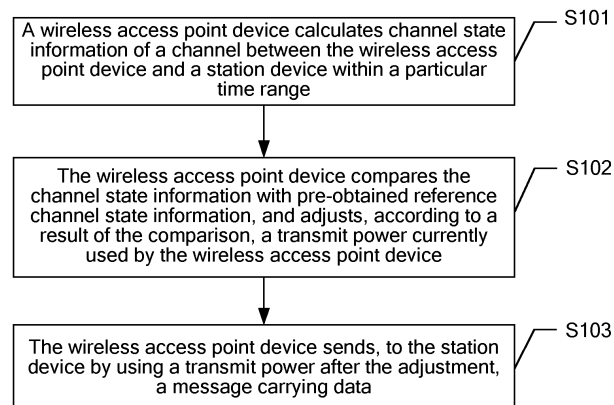 S101
A wireless access point device calculates channel state
information of a channel between the wireless access
point device and a station device within a particular
time range
S102
The wireless access point device compares the
channel state information with pre-obtained reference
channel state information, and adjusts, according to a
result of the comparison, a transmit power currently
used by the wireless access point device
S103
The wireless access point device sends, to the station
device by using a transmit power after the adjustment,
a message carrying data